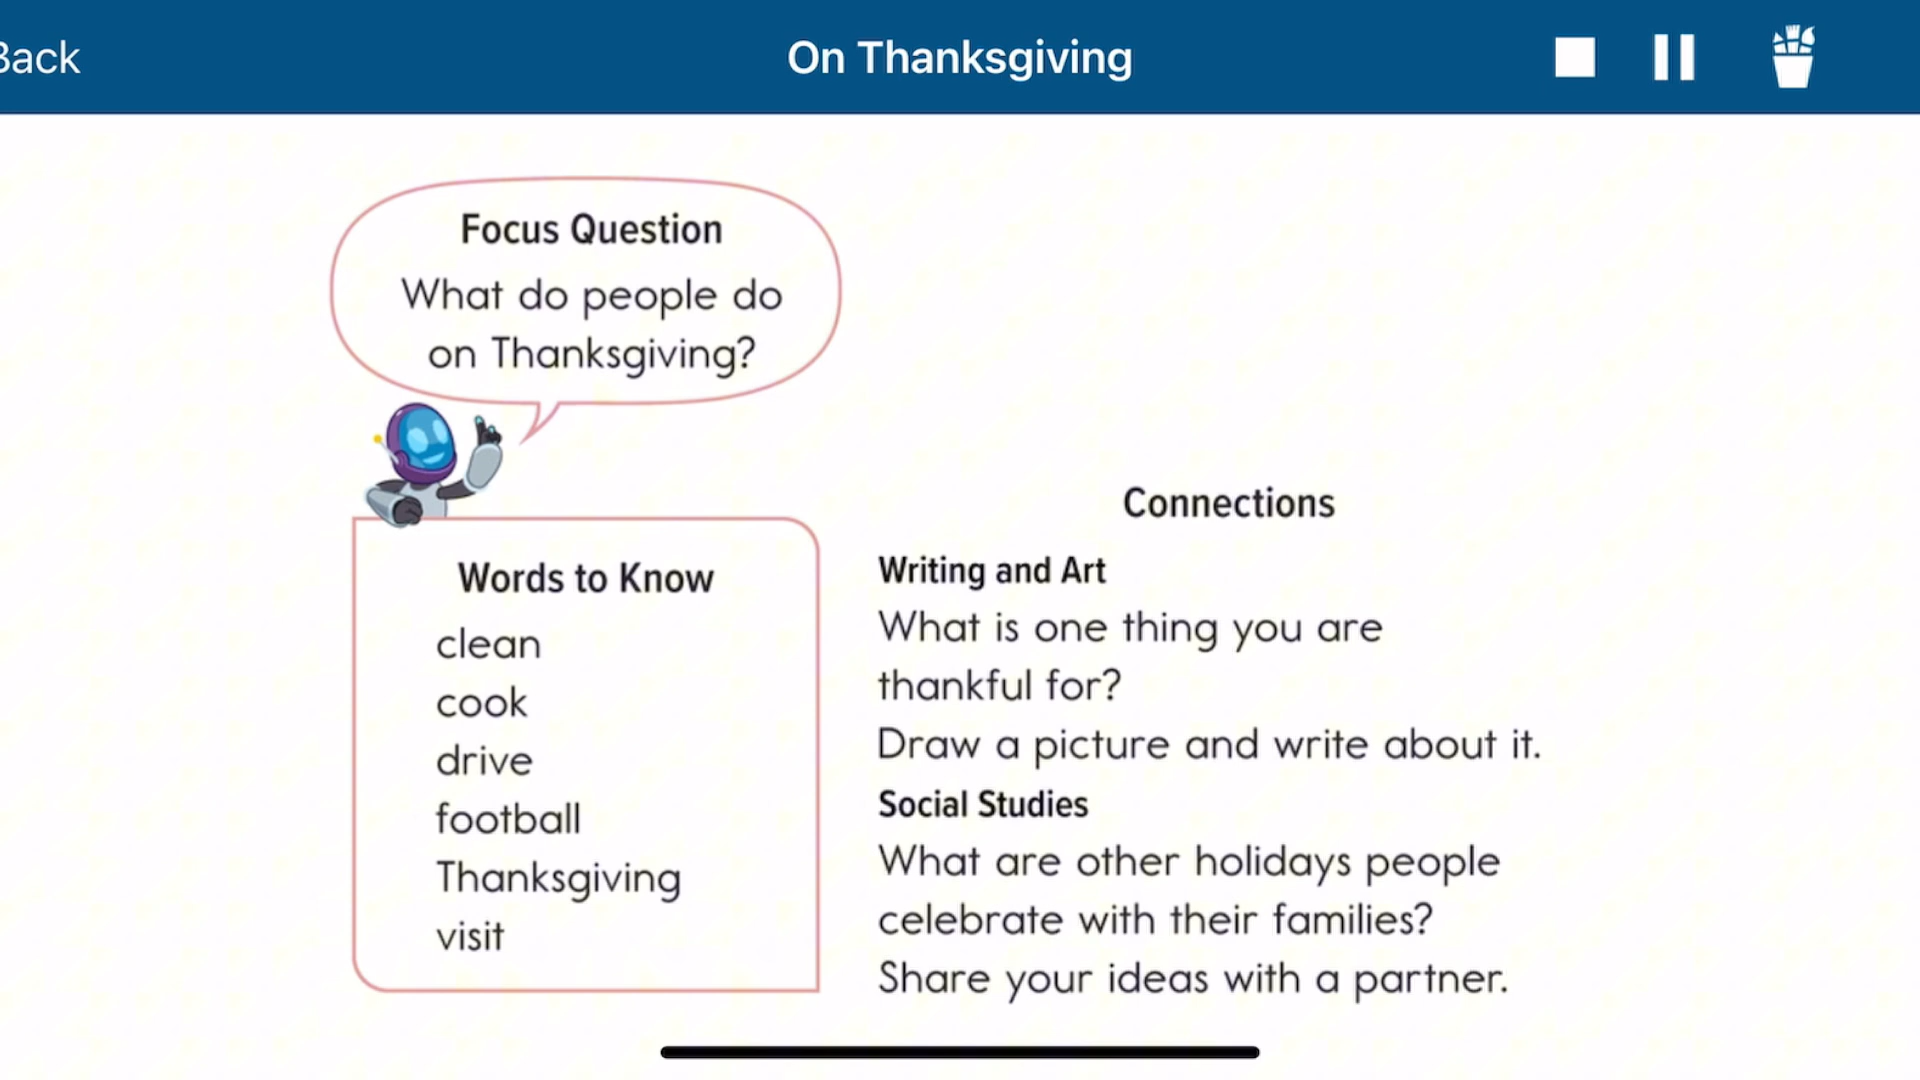 Back
On Thanksgiving
Focus Question
What do people do
on Thanksgiving?
Words to Know
clean
cook
drive
football
Thanksgiving
visit
Connections
Writing and Art
What is one thing you are
thankful for?
Draw a picture and write about it.
Social Studies
What are other holidays people
celebrate with their families?
Share your ideas with a partner.